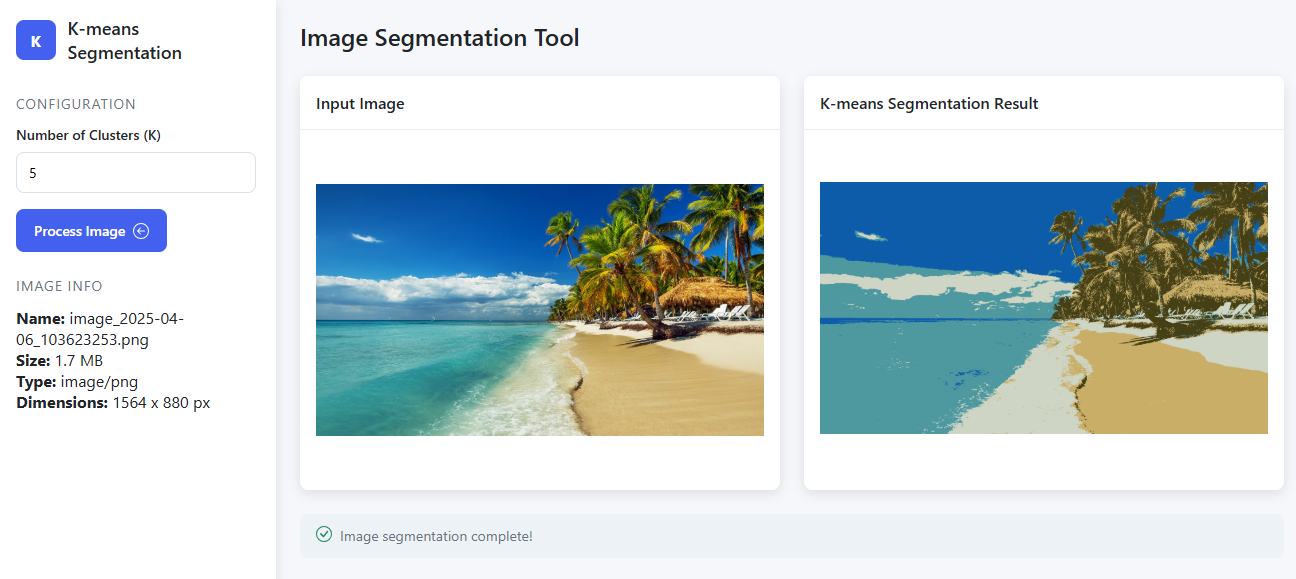 K
K-means
Segmentation
CONFIGURATION
Number of Clusters (K)
5
Process Image
IMAGE INFO
Name: image_2025-04-
06_103623253.png
Size: 1.7 MB
Type: image/png
Dimensions: 1564 x 880 px
Image Segmentation Tool
Input Image
K-means Segmentation Result
Image segmentation complete!